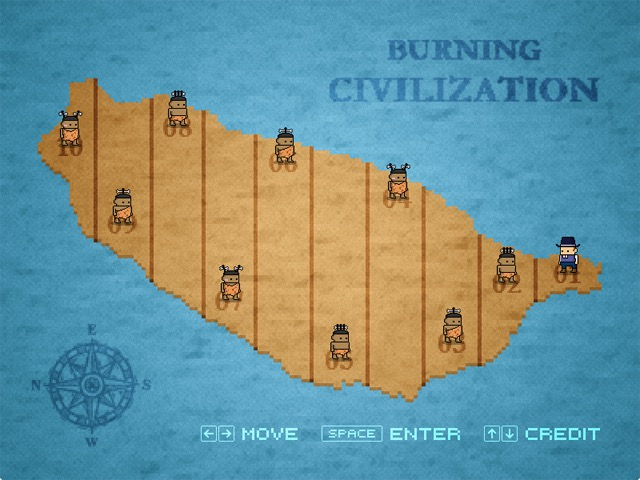 BURNING
CIVILIZATION
10
08
06
04
09
02
01
07
03
05
E
N
S
W
MOVE
SPACE ENTER
CREDIT